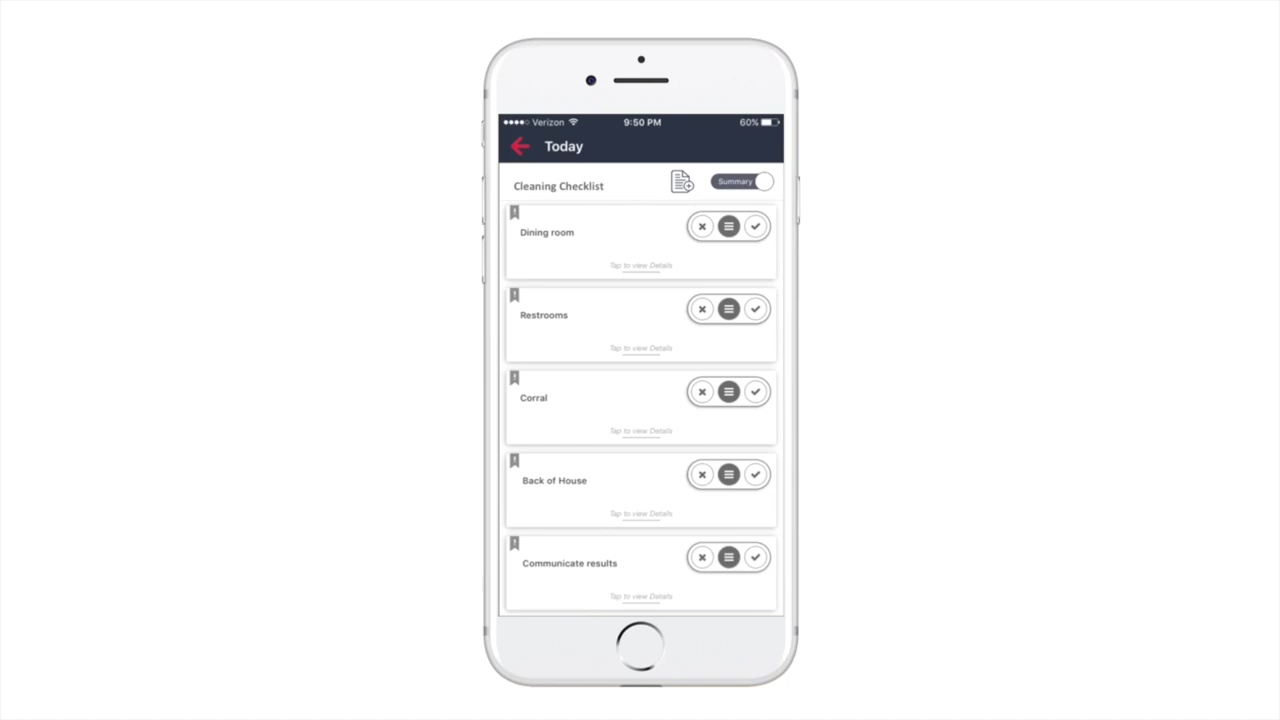 Verizon
9:50 PM
60%
Today
Cleaning Checklist
Summary
Dining room
Tap to view Details
Restrooms
Tap to view Details
Corral
Tap to view Details
Back of House
Tap to view Details
Communicate results
Tap to view Details